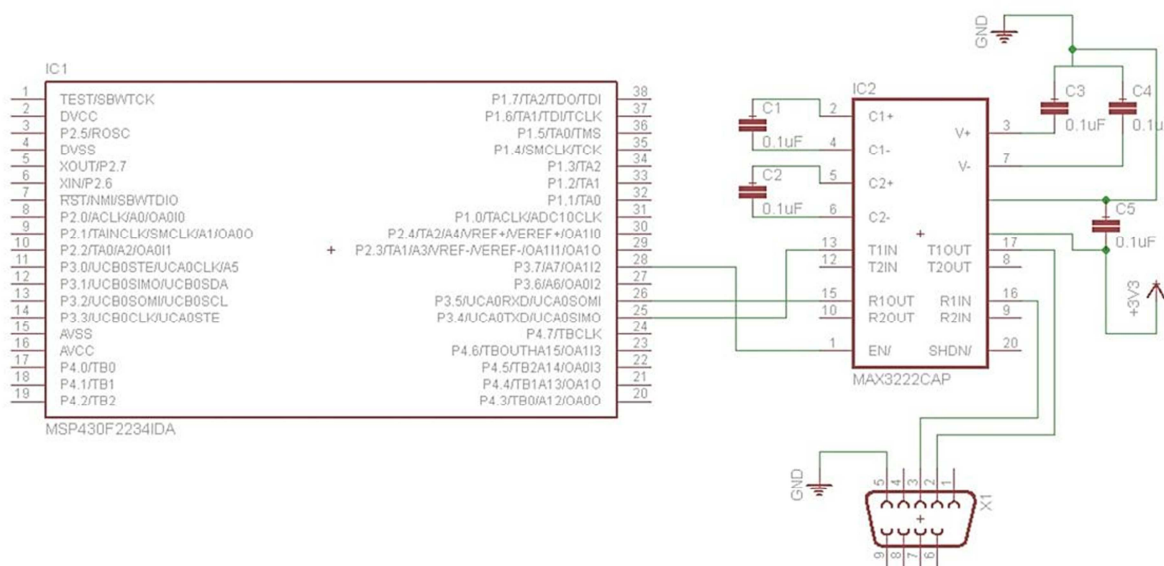 IC1
1 TEST/SBWTCK P1.7/TA2/TDO/TDI 38
2 DVCC P1.6/TA1/TDI/TCLK 37
3 P2.5/ROSC P1.5/TA0/TMS 36
4 DVSS P1.4/SMCLK/TCK 35
5 XOUT/P2.7 P1.3/TA2 34
6 XIN/P2.6 P1.2/TA1 33
7 RST/NMI/SBWTDIO P1.1/TA0 32
8 P2.0/ACLK/A0/OA0I0 P1.0/TACLK/ADC10CLK 31
9 P2.1/TAINCLK/SMCLK/A1/OA0O P2.4/TA2/A4/VREF+/VEREF+/OA1I0 30
10 P2.2/TA0/A2/OA0I1 P2.3/TA1/A3/VREF-/VEREF-/OA1I1/OA1O 29
11 P3.0/UCB0STE/UCA0CLK/A5 P3.7/A7/OA1I2 28
12 P3.1/UCB0SIMO/UCB0SDA P3.6/A6/OA0I2 27
13 P3.2/UCB0SOMI/UCB0SCL P3.5/UCA0RXD/UCA0SOMI 26
14 P3.3/UCB0CLK/UCA0STE P3.4/UCA0TXD/UCA0SIMO 25
15 AVSS P4.7/TBCLK 24
16 AVCC P4.6/TBOUTHA15/OA1I3 23
17 P4.0/TB0 P4.5/TB2A14/OA0I3 22
18 P4.1/TB1 P4.4/TB1A13/OA1O 21
19 P4.2/TB2 P4.3/TB0/A12/OA0O 20
MSP430F2234IDA
GND
C3
0.1uF
C4
0.1u
C1
0.1uF
C2
0.1uF
IC2
2 C1+
V+ 3
4 C1-
V- 7
5 C2+
6 C2-
13 T1IN T1OUT 17
12 T2IN T2OUT 8
15 R1OUT R1IN 16
10 R2OUT R2IN 9
1 EN/ SHDN/ 20
MAX3222CAP
C5
0.1uF
+3V3
GND
5 4 3 2 1
X1
9 8 7 6